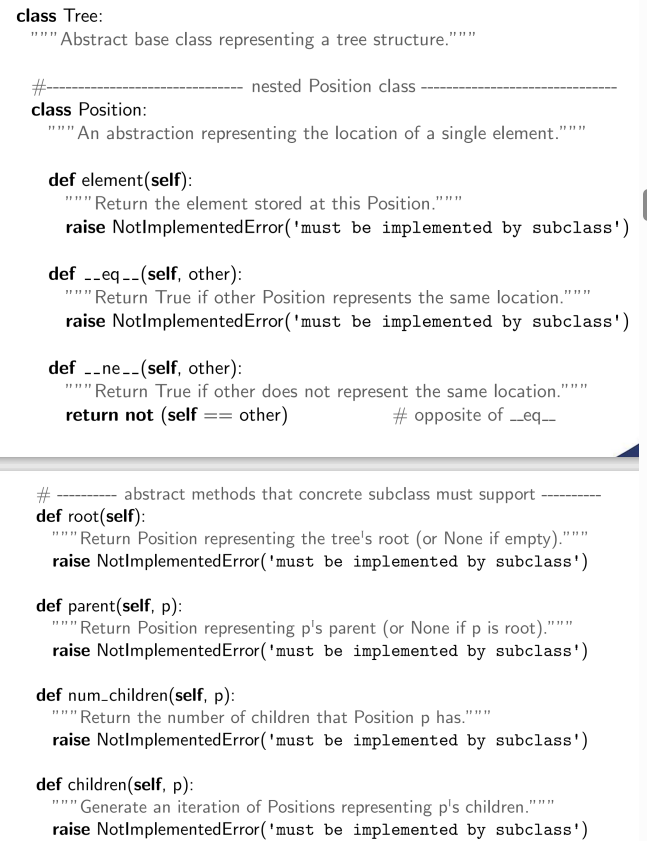 class Tree:
"""Abstract base class representing a tree structure."""
#------------------------------- nested Position class -------------------------------
class Position:
"""An abstraction representing the location of a single element."""
def element(self):
"""Return the element stored at this Position."""
raise NotImplementedError('must be implemented by subclass')
def __eq__(self, other):
"""Return True if other Position represents the same location."""
raise NotImplementedError('must be implemented by subclass')
def __ne__(self, other):
"""Return True if other does not represent the same location."""
return not (self == other) # opposite of __eq__
# ---------- abstract methods that concrete subclass must support ----------
def root(self):
"""Return Position representing the tree's root (or None if empty)."""
raise NotImplementedError('must be implemented by subclass')
def parent(self, p):
"""Return Position representing p's parent (or None if p is root)."""
raise NotImplementedError('must be implemented by subclass')
def num_children(self, p):
"""Return the number of children that Position p has."""
raise NotImplementedError('must be implemented by subclass')
def children(self, p):
"""Generate an iteration of Positions representing p's children."""
raise NotImplementedError('must be implemented by subclass')